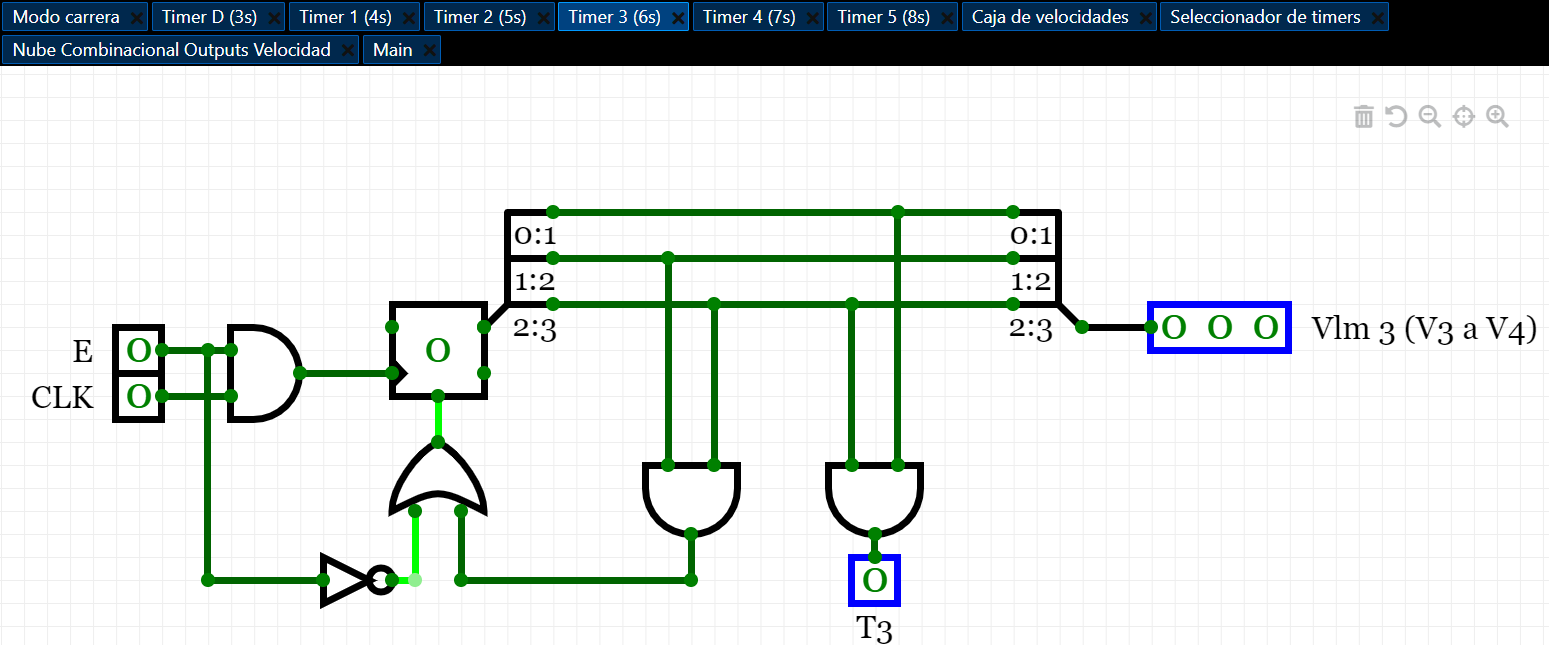 Modo carrera × Timer D (3s) × Timer 1 (4s) × Timer 2 (5s) × Timer 3 (6s) × Timer 4 (7s) × Timer 5 (8s) × Caja de velocidades × Seleccionador de timers ×
Nube Combinacional Outputs Velocidad × Main ×
0:1 0:1
1:2 1:2
2:3 2:3
E 0 0 0 0 0 Vlm 3 (V3 a V4)
CLK 0
0
T3